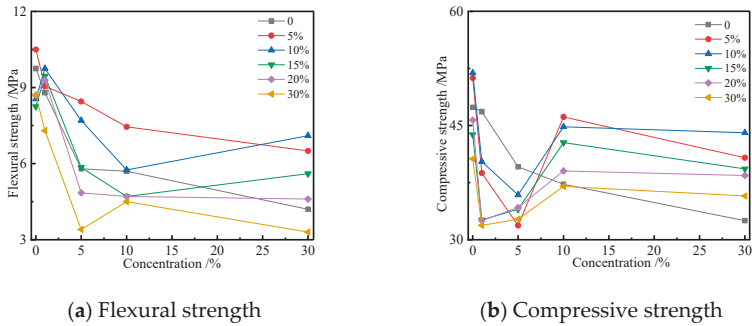 12
9
6
3
Flexural strength /MPa
0
5%
10%
15%
20%
30%
0 5 10 15 20 25 30
Concentration /%
(a) Flexural strength
60
45
30
Compressive strength /MPa
0
5%
10%
15%
20%
30%
0 5 10 15 20 25 30
Concentration /%
(b) Compressive strength